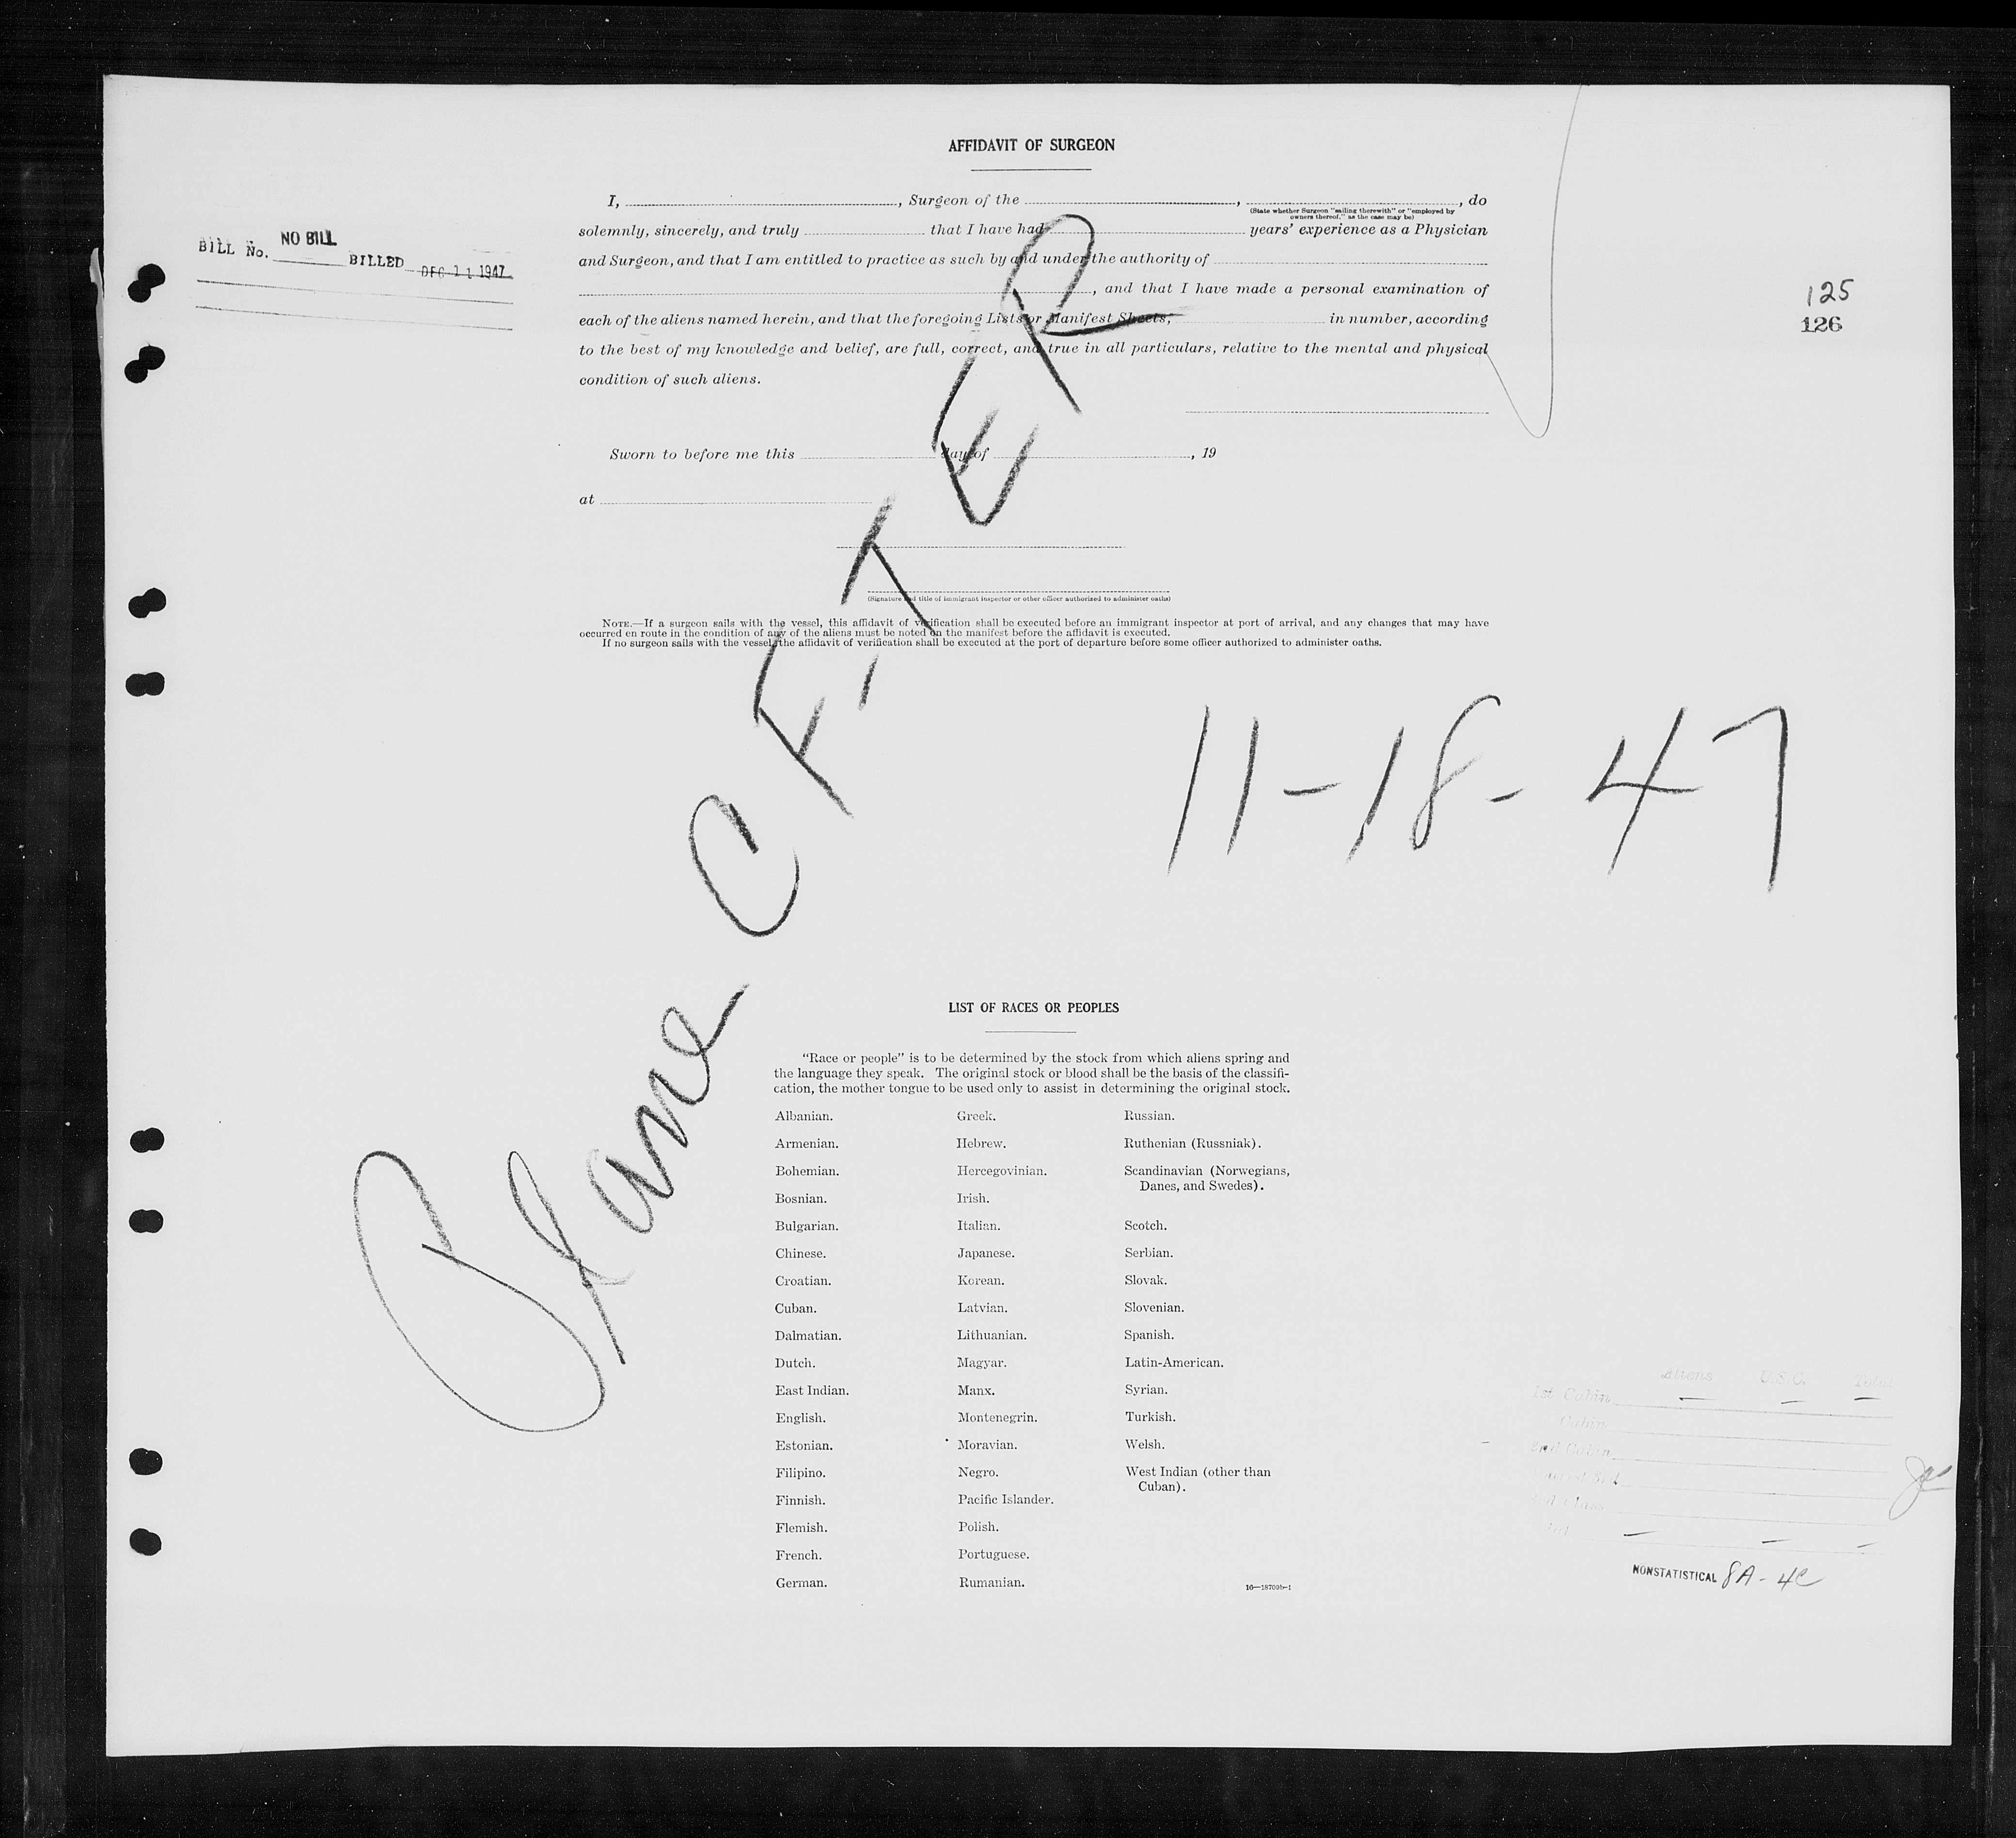 AFFIDAVIT OF SURGEON
I, , Surgeon of the , , do
(State whether Surgeon "sailing therewith" or "employed by
owners thereof," as the case may be)
solemnly, sincerely, and truly that I have had years' experience as a Physician
and Surgeon, and that I am entitled to practice as such by and under the authority of
, and that I have made a personal examination of
each of the aliens named herein, and that the foregoing Lists or Manifest Sheets, in number, according
to the best of my knowledge and belief, are full, correct, and true in all particulars, relative to the mental and physical
condition of such aliens.
BILL No. NO BILL BILLED DEC 11 1947
125
126
Sworn to before me this day of , 19
at
(Signature and title of immigrant inspector or other officer authorized to administer oaths)
NOTE.—If a surgeon sails with the vessel, this affidavit of verification shall be executed before an immigrant inspector at port of arrival, and any changes that may have
occurred en route in the condition of any of the aliens must be noted on the manifest before the affidavit is executed.
If no surgeon sails with the vessel, the affidavit of verification shall be executed at the port of departure before some officer authorized to administer oaths.
Plane CF-TER
11-18-47
LIST OF RACES OR PEOPLES
"Race or people" is to be determined by the stock from which aliens spring and
the language they speak. The original stock or blood shall be the basis of the classifi-
cation, the mother tongue to be used only to assist in determining the original stock.
Albanian.
Armenian.
Bohemian.
Bosnian.
Bulgarian.
Chinese.
Croatian.
Cuban.
Dalmatian.
Dutch.
East Indian.
English.
Estonian.
Filipino.
Finnish.
Flemish.
French.
German.
Greek.
Hebrew.
Hercegovinian.
Irish.
Italian.
Japanese.
Korean.
Latvian.
Lithuanian.
Magyar.
Manx.
Montenegrin.
Moravian.
Negro.
Pacific Islander.
Polish.
Portuguese.
Rumanian.
Russian.
Ruthenian (Russniak).
Scandinavian (Norwegians,
Danes, and Swedes).
Scotch.
Serbian.
Slovak.
Slovenian.
Spanish.
Latin-American.
Syrian.
Turkish.
Welsh.
West Indian (other than
Cuban).
16—18709b-1
Aliens U.S.C. Total
1st Cabin
Cabin
2nd Cabin
NONSTATISTICAL 8A-4C